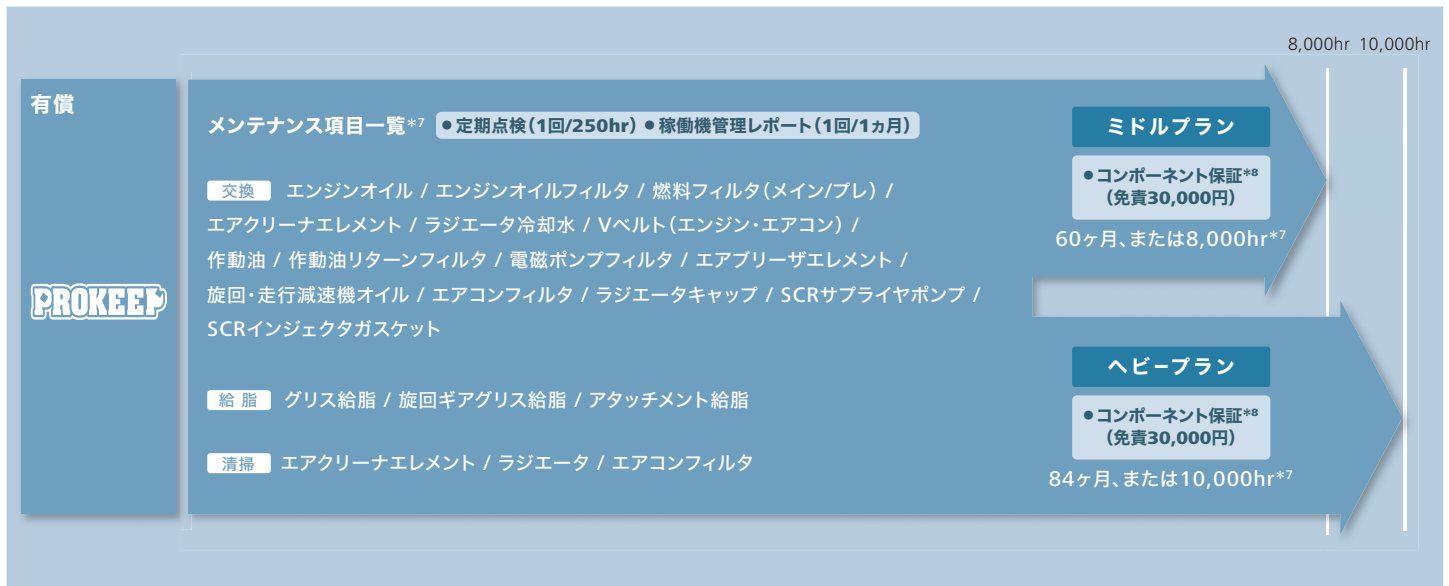 8,000hr 10,000hr
有償
PROKEEP
メンテナンス項目一覧*7 ●定期点検（1回/250hr）●稼働機管理レポート（1回/1ヵ月）
交換 エンジンオイル / エンジンオイルフィルタ / 燃料フィルタ（メイン/プレ） /
エアクリーナエレメント / ラジエータ冷却水 / Vベルト（エンジン・エアコン） /
作動油 / 作動油リターンフィルタ / 電磁ポンプフィルタ / エアブリーザエレメント /
旋回・走行減速機オイル / エアコンフィルタ / ラジエータキャップ / SCRサプライヤポンプ /
SCRインジェクタガスケット
給脂 グリス給脂 / 旋回ギアグリス給脂 / アタッチメント給脂
清掃 エアクリーナエレメント / ラジエータ / エアコンフィルタ
ミドルプラン
●コンポーネント保証*8
（免責30,000円）
60ヶ月、または8,000hr*7
ヘビープラン
●コンポーネント保証*8
（免責30,000円）
84ヶ月、または10,000hr*7